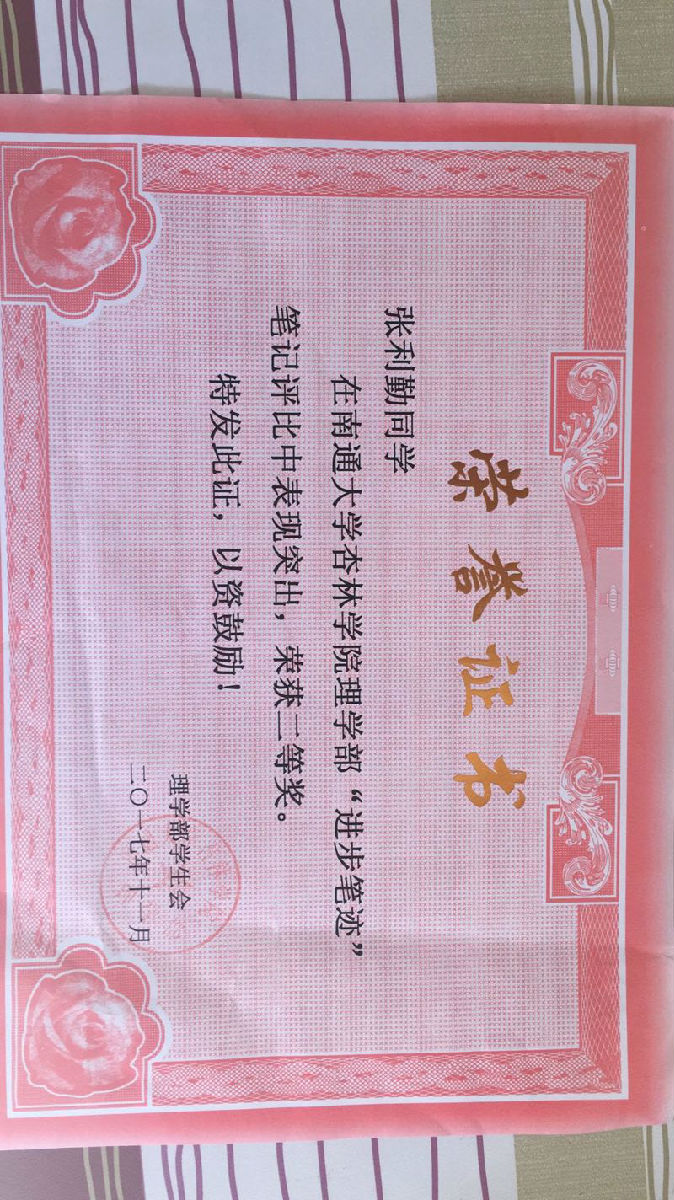 荣誉证书
张利勤同学
在南通大学杏林学院理学部“进步笔迹”
笔记评比中表现突出，荣获二等奖。
特发此证，以资鼓励！
理学部学生会
二〇一七年十一月